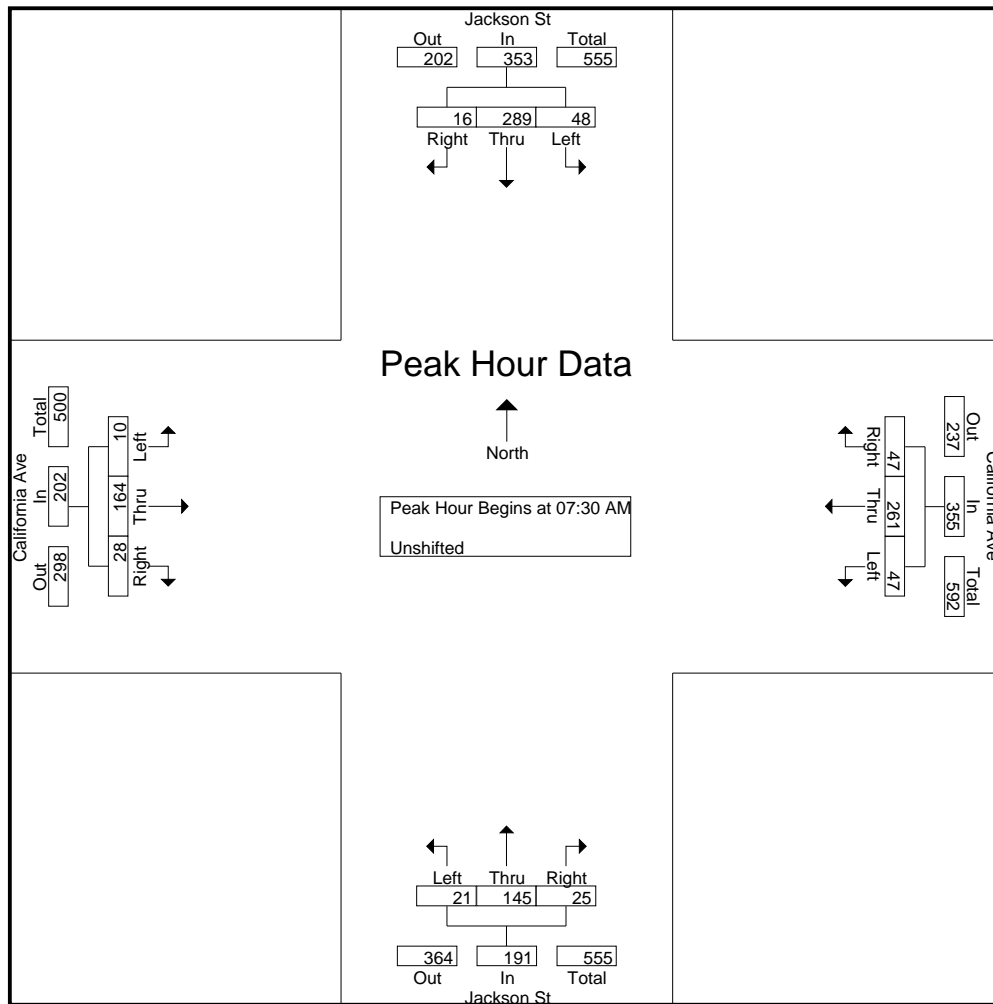 Jackson St
Out In Total
202 353 555
16 289 48
Right Thru Left
Peak Hour Data
North
Peak Hour Begins at 07:30 AM
Unshifted
California Ave
Total In Out
500 202 298
10 164 28
Left Thru Right
Right Thru Left
47 261 47
237 355 592
Out In Total
California Ave
Left Thru Right
21 145 25
364 191 555
Out In Total
Jackson St